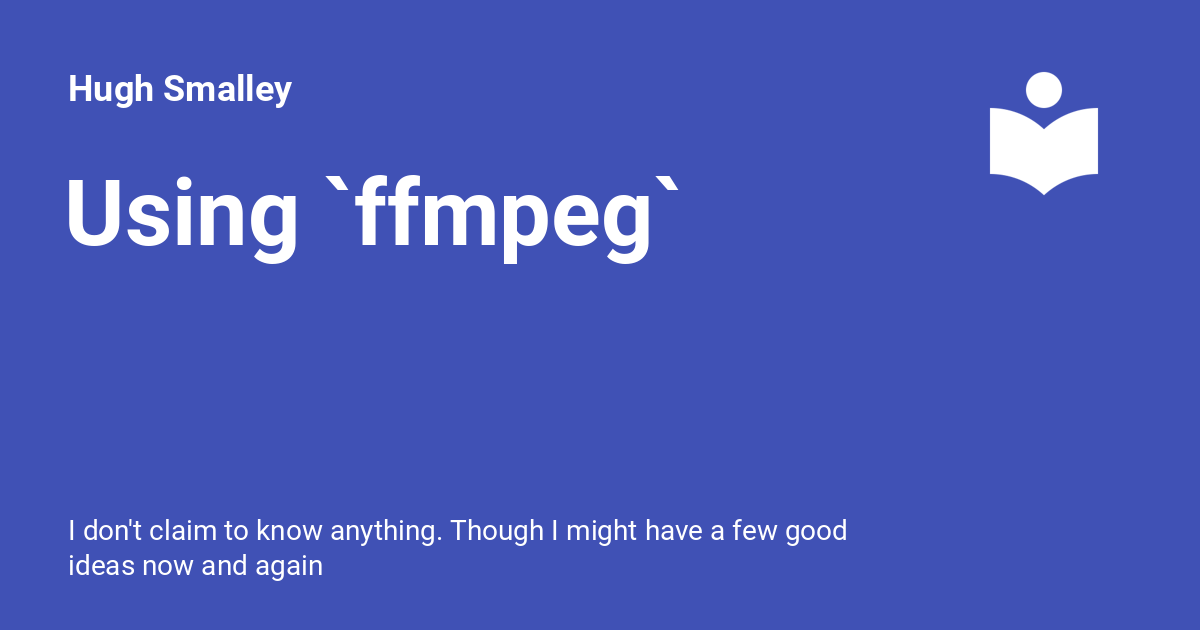 Hugh Smalley
Using `ffmpeg`
I don't claim to know anything. Though I might have a few good
ideas now and again